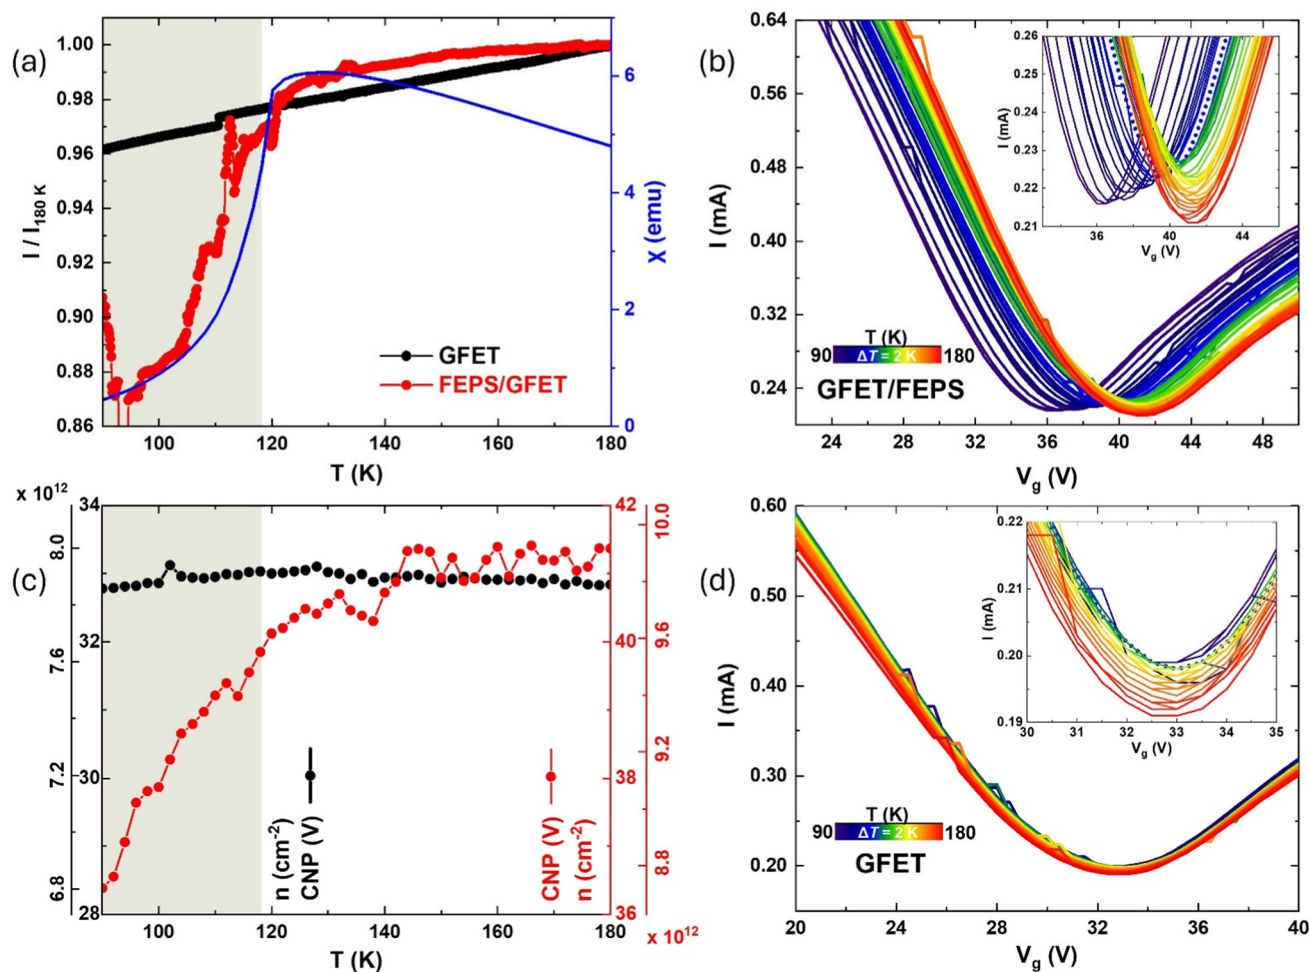 (a)
1.00
0.98
0.96
0.94
0.92
0.90
0.88
0.86
I / I180 K
100
120
140
160
180
T (K)
6
4
2
0
χ (emu)
GFET
FEPS/GFET
(b)
0.64
0.56
0.48
0.40
0.32
0.24
I (mA)
24
28
32
36
40
44
48
Vg (V)
T (K)
90
ΔT = 2 K
180
GFET/FEPS
0.26
0.25
0.24
0.23
0.22
0.21
I (mA)
36
40
44
Vg (V)
(c)
x 10¹²
8.0
7.6
7.2
6.8
34
32
30
28
100
120
140
160
180
T (K)
n (cm⁻²)
CNP (V)
CNP (V)
n (cm⁻²)
42
40
38
36
10.0
9.6
9.2
8.8
x 10¹²
(d)
0.60
0.50
0.40
0.30
0.20
I (mA)
20
24
28
32
36
40
Vg (V)
T (K)
90
ΔT = 2 K
180
GFET
0.22
0.21
0.20
0.19
I (mA)
30
31
32
33
34
35
Vg (V)